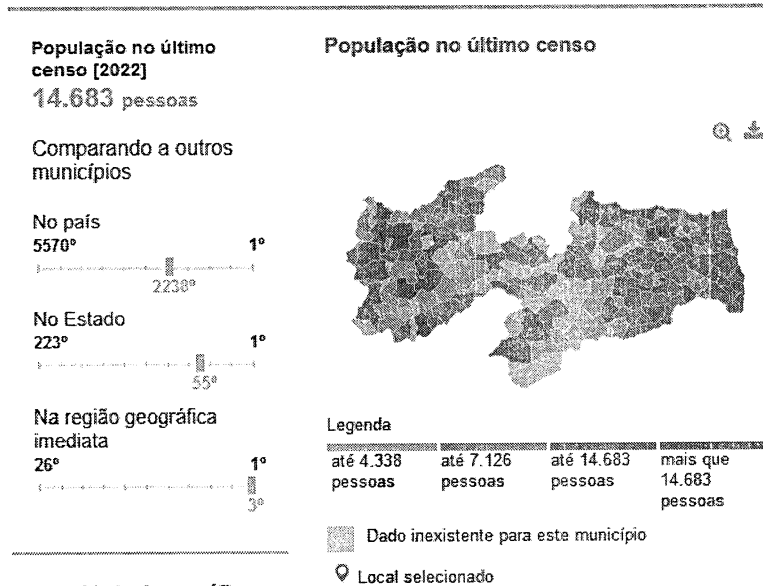 População no último
censo [2022]
14.683 pessoas
Comparando a outros
municípios
No país
5570º 1º
2238º
No Estado
223º 1º
55º
Na região geográfica
imediata
26º 1º
3º
População no último censo
Legenda
até 4.338
pessoas
até 7.126
pessoas
até 14.683
pessoas
mais que
14.683
pessoas
Dado inexistente para este município
Local selecionado